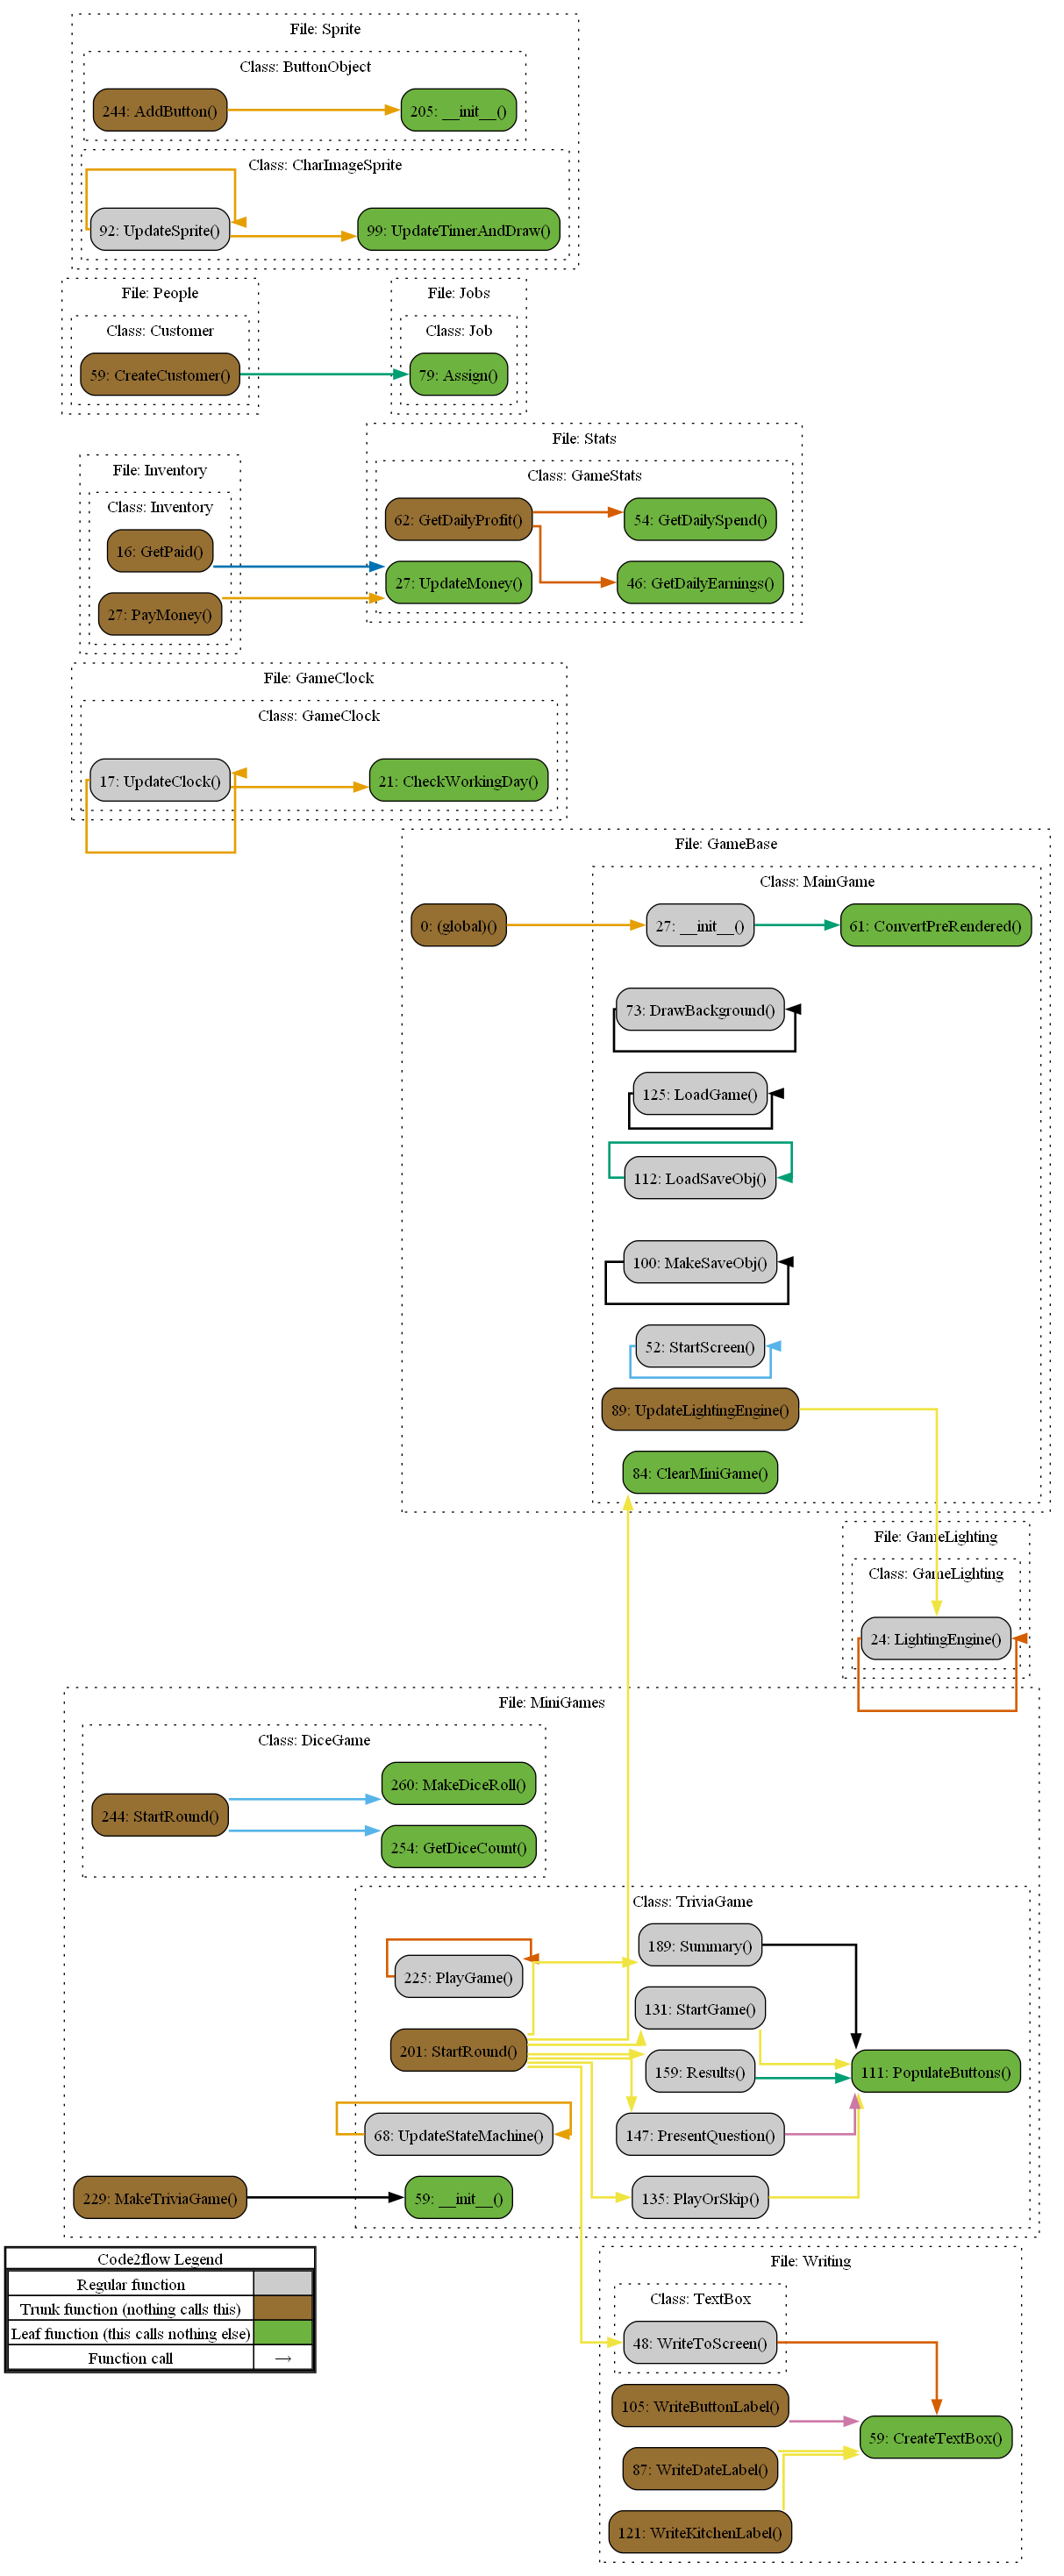 File: Sprite
Class: ButtonObject
244: AddButton()
205: __init__()
Class: CharImageSprite
92: UpdateSprite()
99: UpdateTimerAndDraw()
File: People
Class: Customer
59: CreateCustomer()
File: Jobs
Class: Job
79: Assign()
File: Inventory
Class: Inventory
16: GetPaid()
27: PayMoney()
File: Stats
Class: GameStats
62: GetDailyProfit()
54: GetDailySpend()
27: UpdateMoney()
46: GetDailyEarnings()
File: GameClock
Class: GameClock
17: UpdateClock()
21: CheckWorkingDay()
File: GameBase
Class: MainGame
0: (global)()
27: __init__()
61: ConvertPreRendered()
73: DrawBackground()
125: LoadGame()
112: LoadSaveObj()
100: MakeSaveObj()
52: StartScreen()
89: UpdateLightingEngine()
84: ClearMiniGame()
File: GameLighting
Class: GameLighting
24: LightingEngine()
File: MiniGames
Class: DiceGame
244: StartRound()
260: MakeDiceRoll()
254: GetDiceCount()
Class: TriviaGame
189: Summary()
225: PlayGame()
131: StartGame()
201: StartRound()
159: Results()
111: PopulateButtons()
68: UpdateStateMachine()
147: PresentQuestion()
229: MakeTriviaGame()
59: __init__()
135: PlayOrSkip()
Code2flow Legend
Regular function
Trunk function (nothing calls this)
Leaf function (this calls nothing else)
Function call →
File: Writing
Class: TextBox
48: WriteToScreen()
105: WriteButtonLabel()
59: CreateTextBox()
87: WriteDateLabel()
121: WriteKitchenLabel()